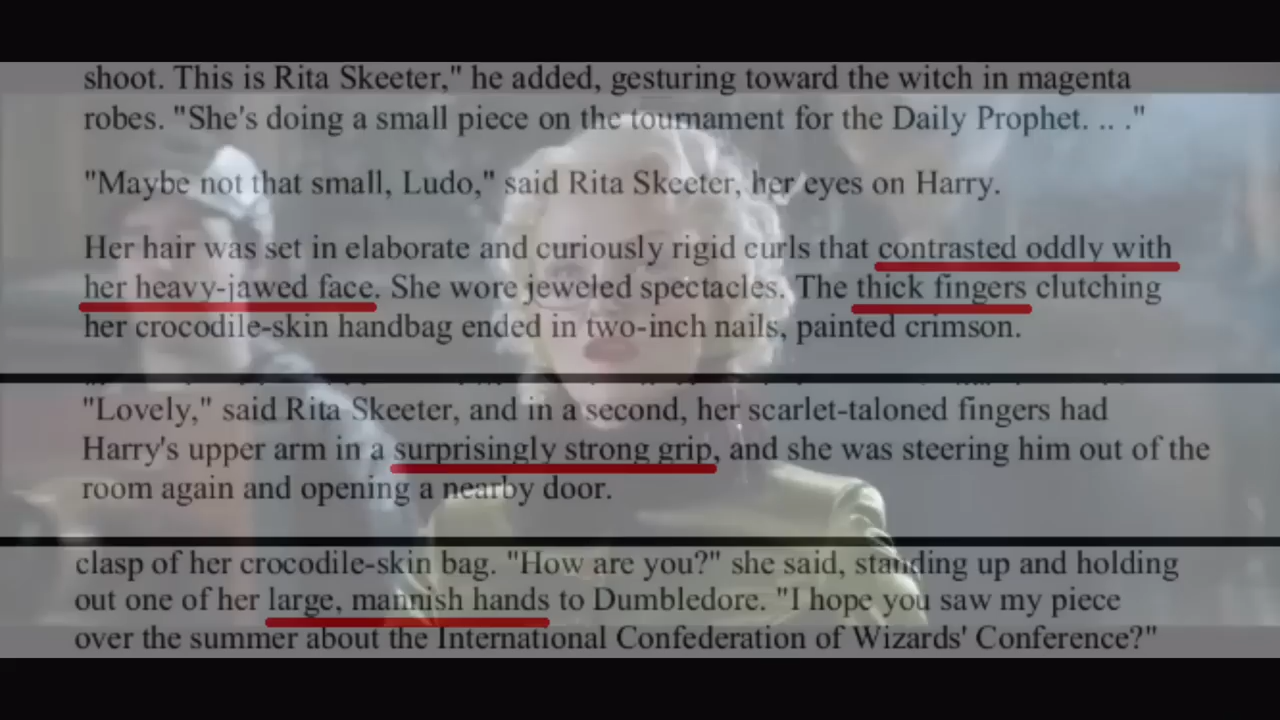 shoot. This is Rita Skeeter," he added, gesturing toward the witch in magenta
robes. "She's doing a small piece on the tournament for the Daily Prophet. .. ."
"Maybe not that small, Ludo," said Rita Skeeter, her eyes on Harry.
Her hair was set in elaborate and curiously rigid curls that contrasted oddly with
her heavy-jawed face. She wore jeweled spectacles. The thick fingers clutching
her crocodile-skin handbag ended in two-inch nails, painted crimson.
"Lovely," said Rita Skeeter, and in a second, her scarlet-taloned fingers had
Harry's upper arm in a surprisingly strong grip, and she was steering him out of the
room again and opening a nearby door.
clasp of her crocodile-skin bag. "How are you?" she said, standing up and holding
out one of her large, mannish hands to Dumbledore. "I hope you saw my piece
over the summer about the International Confederation of Wizards' Conference?"